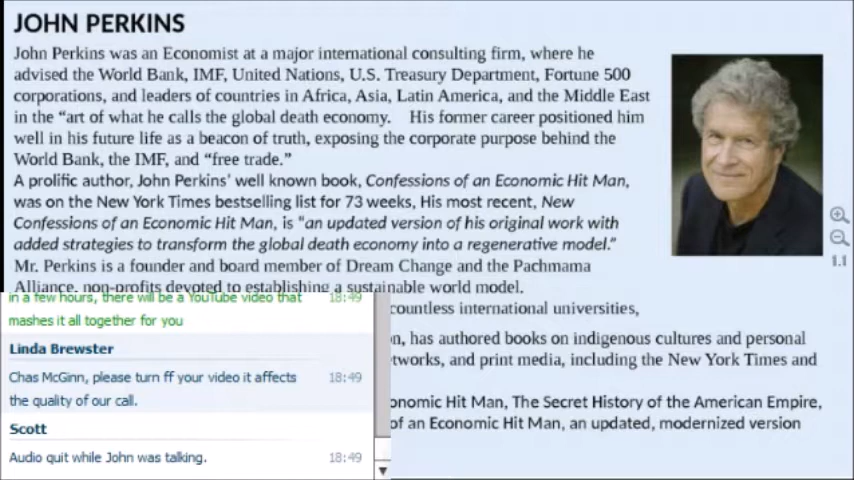 JOHN PERKINS
John Perkins was an Economist at a major international consulting firm, where he
advised the World Bank, IMF, United Nations, U.S. Treasury Department, Fortune 500
corporations, and leaders of countries in Africa, Asia, Latin America, and the Middle East
in the “art of what he calls the global death economy. His former career positioned him
well in his future life as a beacon of truth, exposing the corporate purpose behind the
World Bank, the IMF, and “free trade.”
A prolific author, John Perkins’ well known book, Confessions of an Economic Hit Man,
was on the New York Times bestselling list for 73 weeks, His most recent, New
Confessions of an Economic Hit Man, is “an updated version of his original work with
added strategies to transform the global death economy into a regenerative model.”
Mr. Perkins is a founder and board member of Dream Change and the Pachmama
Alliance, non-profits devoted to establishing a sustainable world model.
countless international universities,
n, has authored books on indigenous cultures and personal
etworks, and print media, including the New York Times and
onomic Hit Man, The Secret History of the American Empire,
of an Economic Hit Man, an updated, modernized version
in a few hours, there will be a YouTube video that 18:49
mashes it all together for you
Linda Brewster
Chas McGinn, please turn ff your video it affects 18:49
the quality of our call.
Scott
Audio quit while John was talking. 18:49
1:1